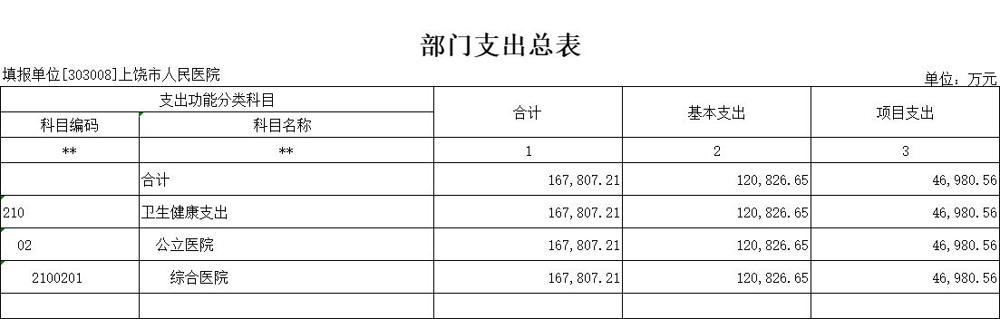 部门支出总表
填报单位[303008]上饶市人民医院 单位：万元
支出功能分类科目 合计 基本支出 项目支出
科目编码 科目名称
** ** 1 2 3
合计 167,807.21 120,826.65 46,980.56
210 卫生健康支出 167,807.21 120,826.65 46,980.56
02 公立医院 167,807.21 120,826.65 46,980.56
2100201 综合医院 167,807.21 120,826.65 46,980.56